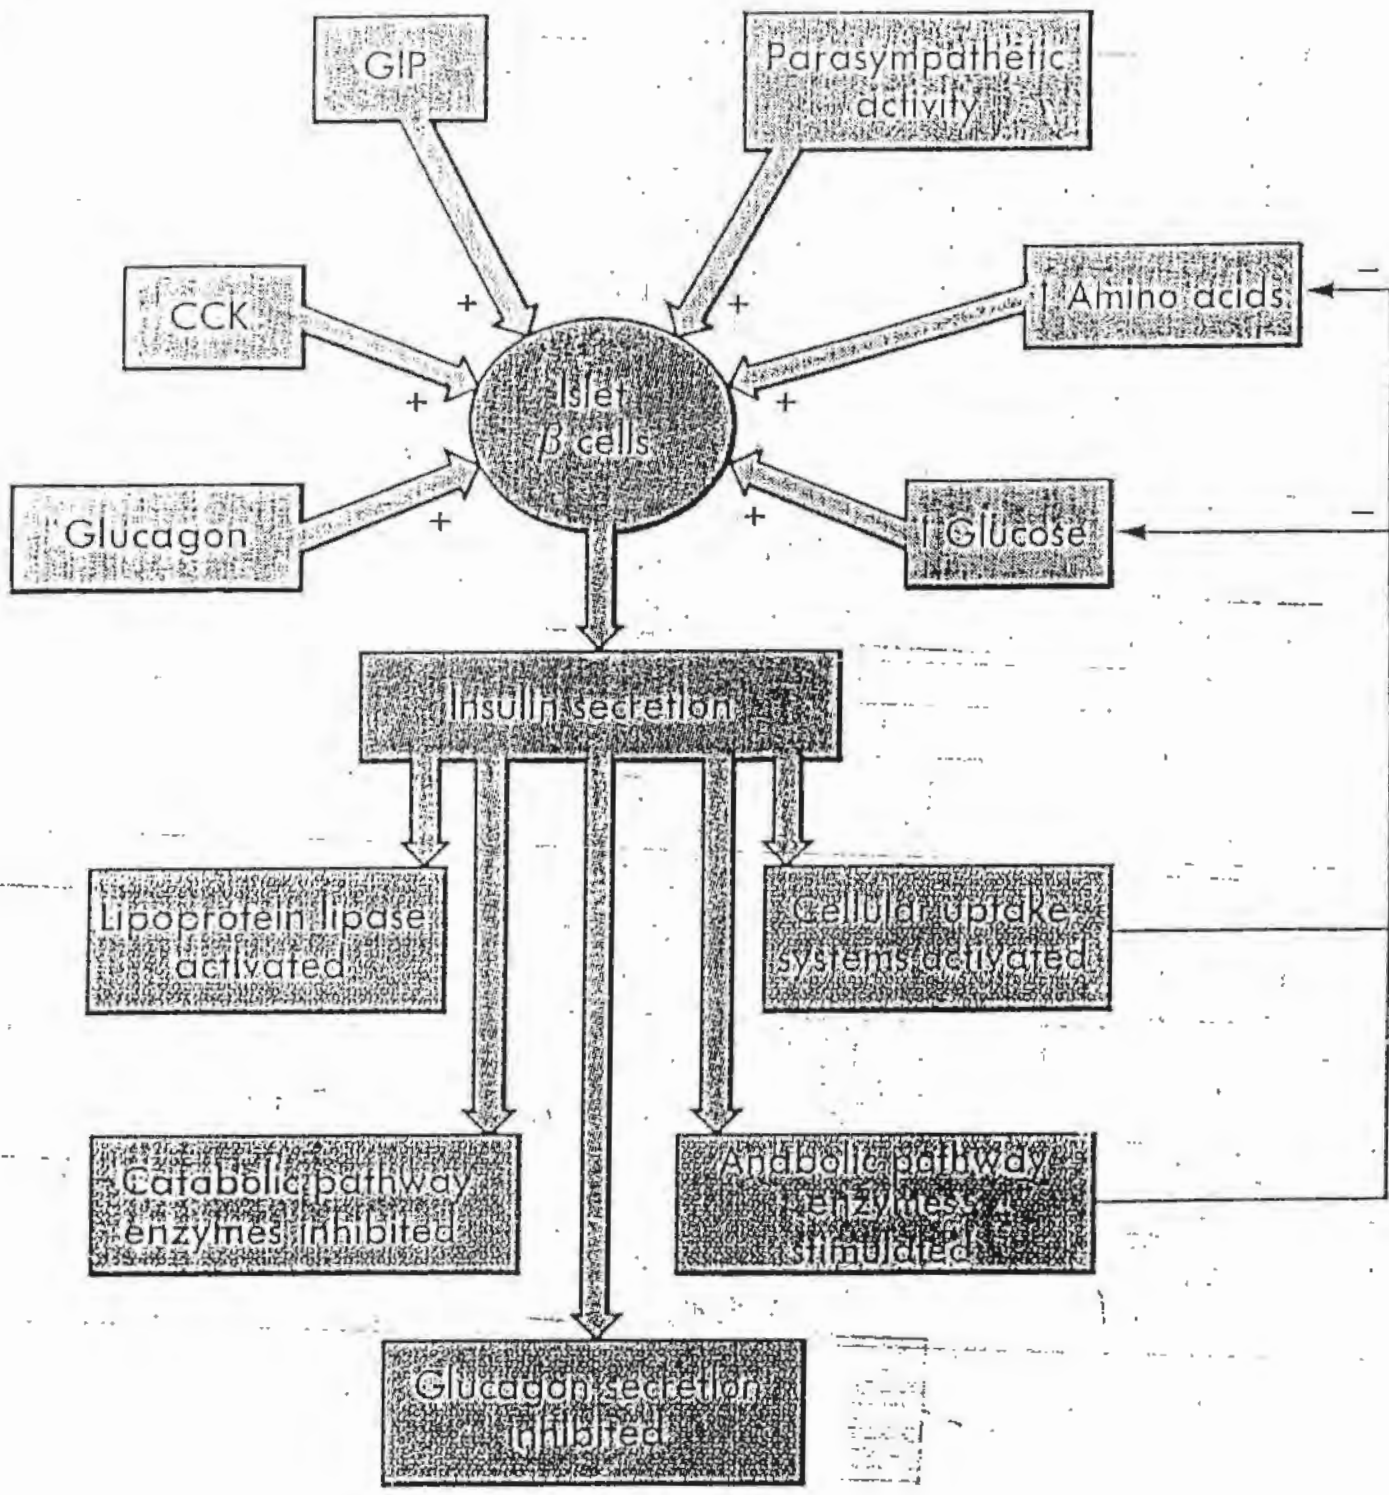 GIP
Parasympathetic
activity
CCK
Amino acids
−
+
+
+
+
Islet
β cells
Glucagon
Glucose
−
+
+
Insulin secretion
Lipoprotein lipase
activated
Cellular uptake
systems activated
Catabolic pathway
enzymes inhibited
Anabolic pathway
enzymes
stimulated
Glucagon secretion
inhibited